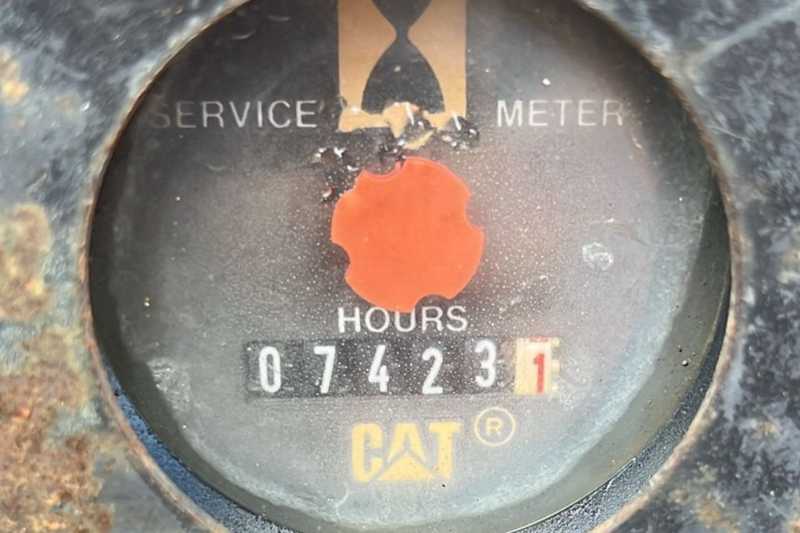 SERVICE METER
HOURS
074231
CAT ®